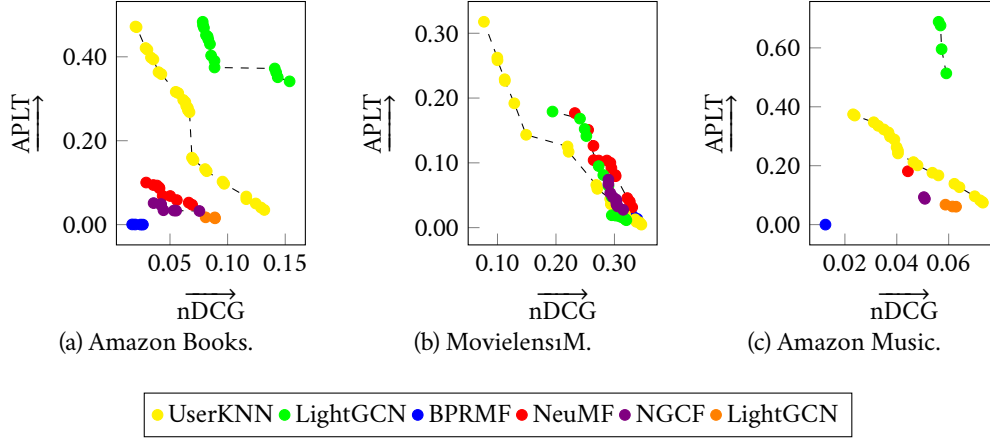 0.40
0.20
0.00
APLT
0.05 0.10 0.15
nDCG
(a) Amazon Books.
0.30
0.20
0.10
0.00
APLT
0.10 0.20 0.30
nDCG
(b) Movielens1M.
0.60
0.40
0.20
0.00
APLT
0.02 0.04 0.06
nDCG
(c) Amazon Music.
UserKNN LightGCN BPRMF NeuMF NGCF LightGCN